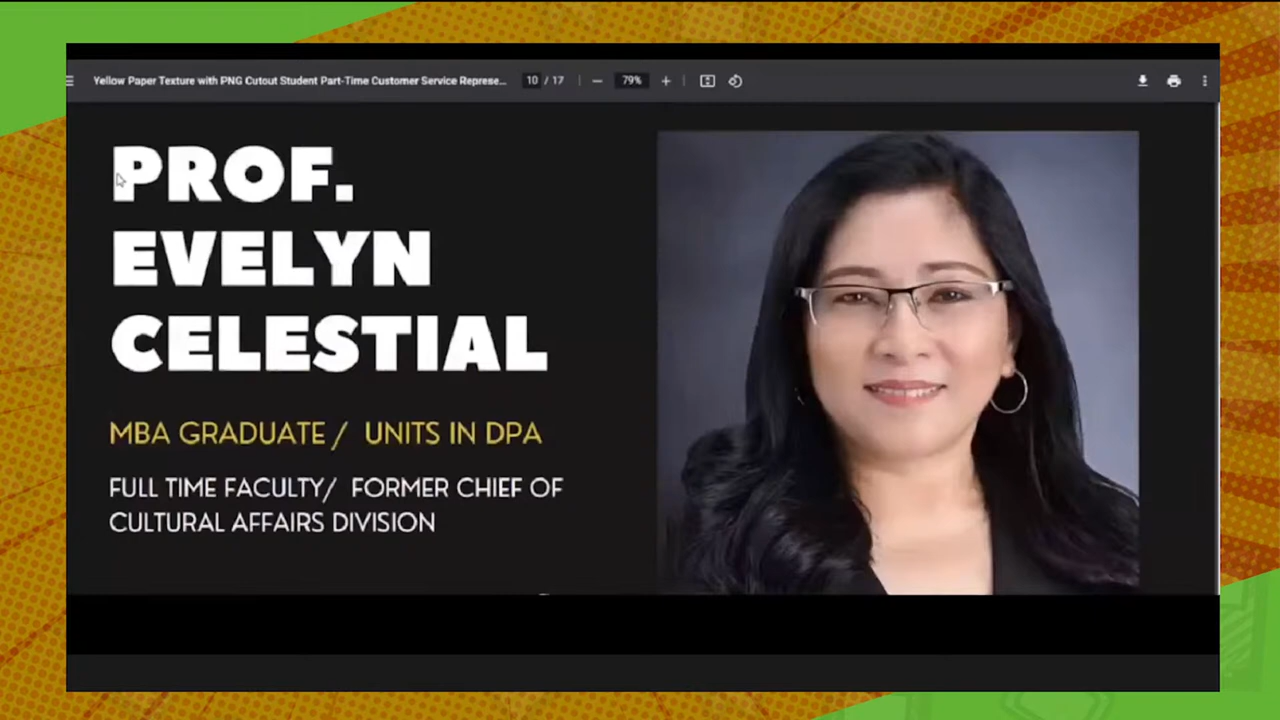 Yellow Paper Texture with PNG Cutout Student Part-Time Customer Service Represe... 10 / 17 79%
PROF.
EVELYN
CELESTIAL
MBA GRADUATE / UNITS IN DPA
FULL TIME FACULTY/ FORMER CHIEF OF
CULTURAL AFFAIRS DIVISION